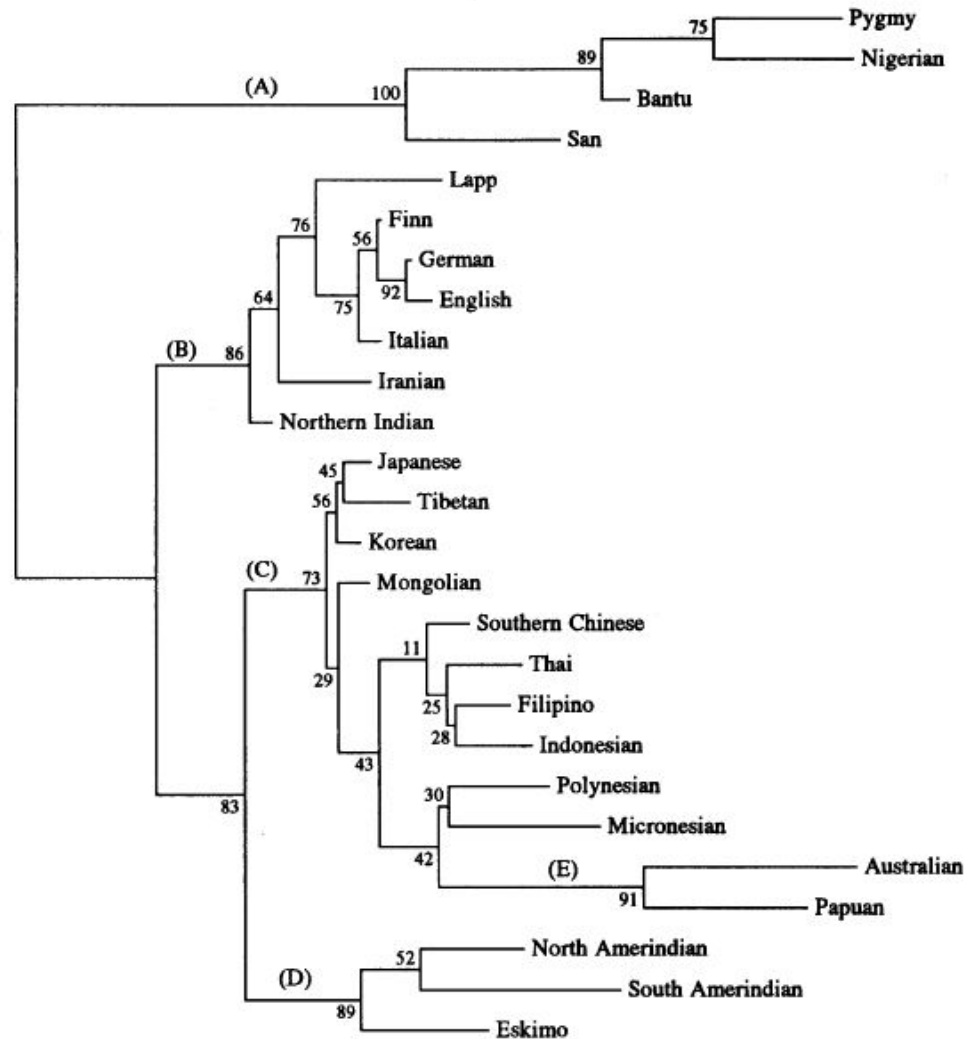 Pygmy
75
Nigerian
89
(A)
100
Bantu
San
Lapp
Finn
76
56
German
92
English
75
64
Italian
(B)
86
Iranian
Northern Indian
Japanese
45
Tibetan
56
Korean
(C)
73
Mongolian
Southern Chinese
11
Thai
29
25
Filipino
28
Indonesian
43
Polynesian
30
Micronesian
42
(E)
Australian
91
Papuan
83
North Amerindian
52
South Amerindian
(D)
89
Eskimo